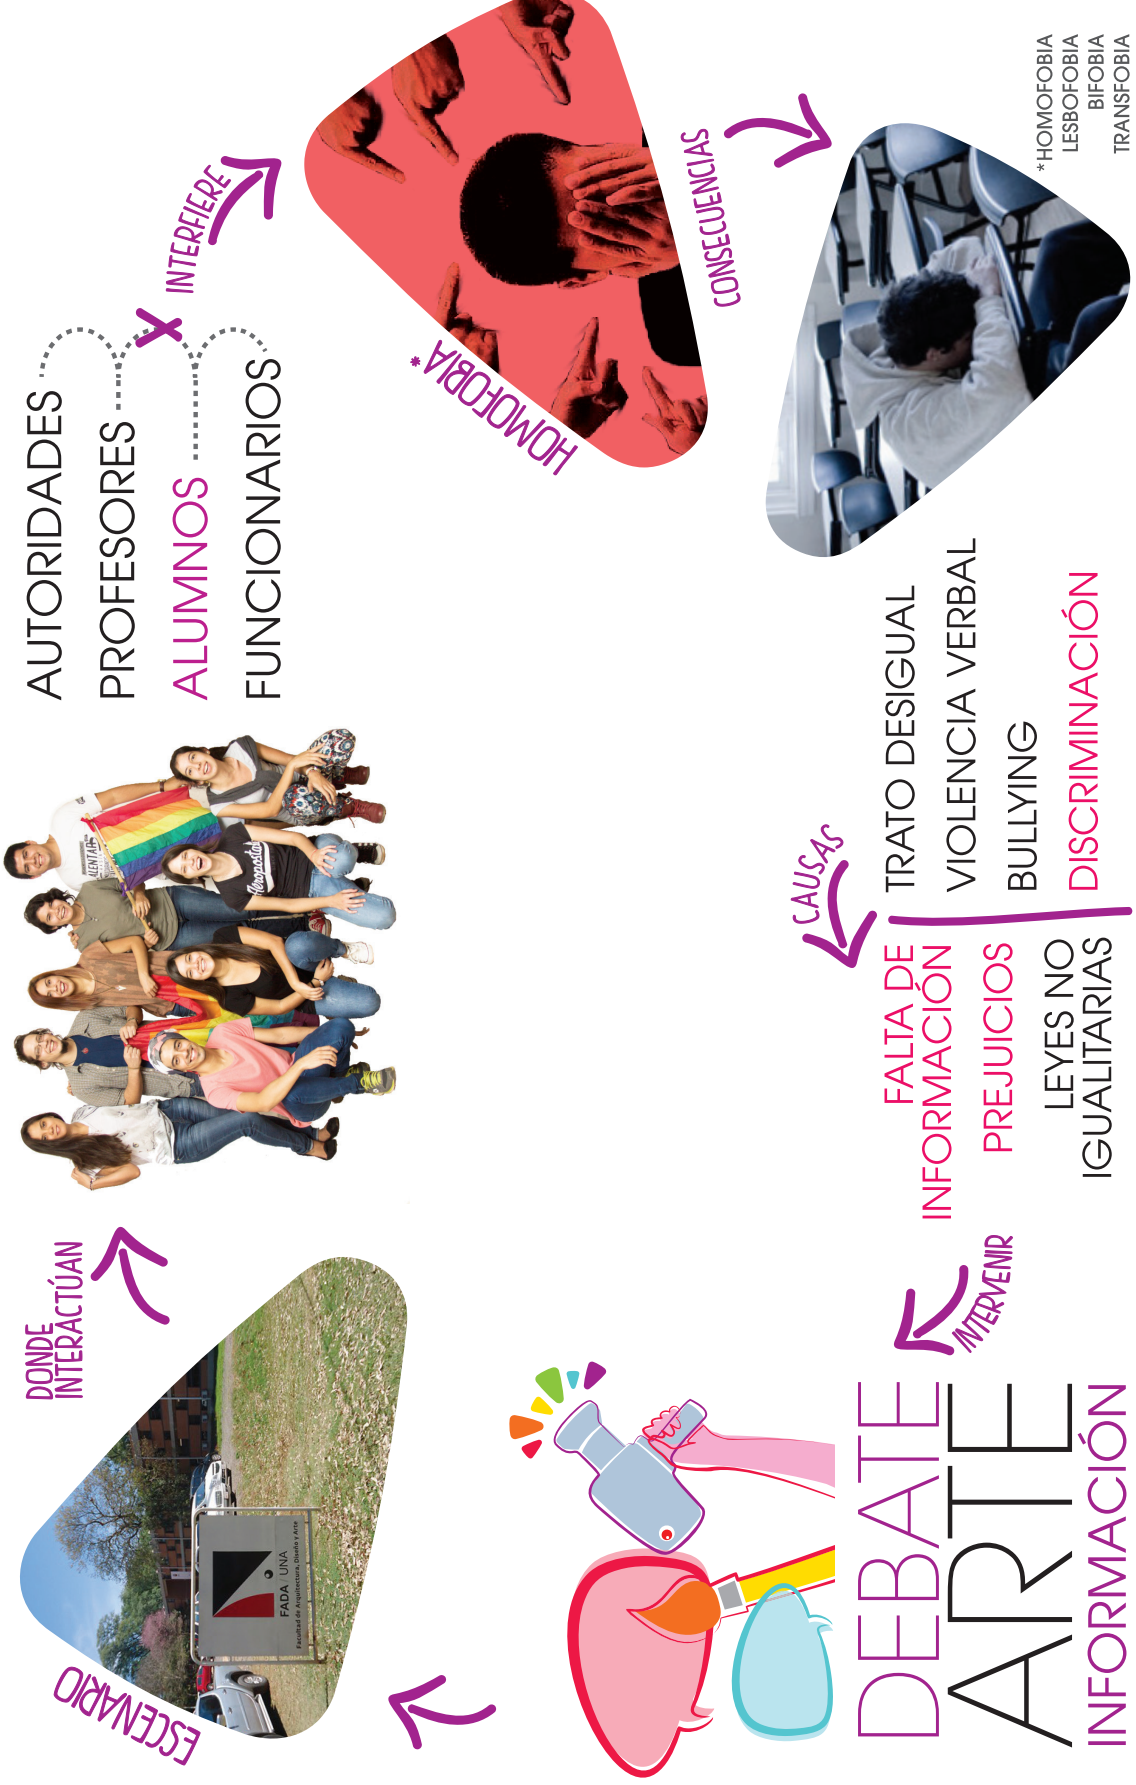 ESCENARIO
FADA / UNA
Facultad de Arquitectura, Diseño y Arte
DONDE
INTERACTÚAN
ALENTAR
Aeropostale
AUTORIDADES
PROFESORES
ALUMNOS
FUNCIONARIOS
INTERFIERE
HOMOFOBIA*
CONSECUENCIAS
*HOMOFOBIA
LESBOFOBIA
BIFOBIA
TRANSFOBIA
TRATO DESIGUAL
VIOLENCIA VERBAL
BULLYING
DISCRIMINACIÓN
CAUSAS
FALTA DE
INFORMACIÓN
PREJUICIOS
LEYES NO
IGUALITARIAS
INTERVENIR
DEBATE
ARTE
INFORMACIÓN